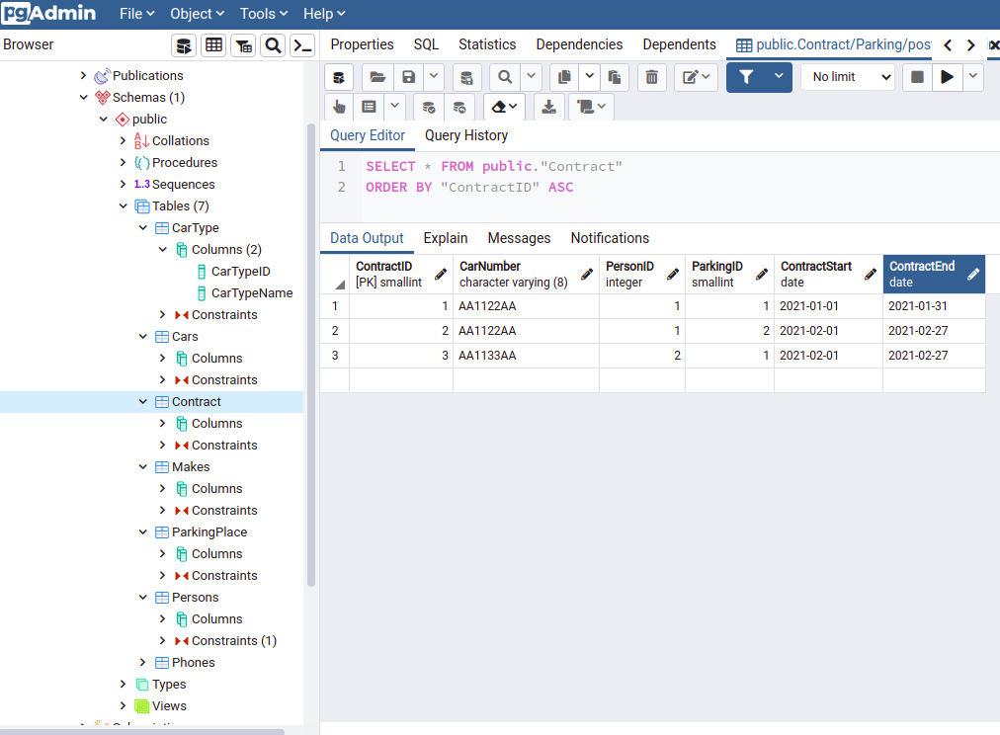 pgAdmin File Object Tools Help
Browser
Properties SQL Statistics Dependencies Dependents public.Contract/Parking/pos
No limit
Publications
Schemas (1)
public
Collations
Procedures
1..3 Sequences
Tables (7)
CarType
Columns (2)
CarTypeID
CarTypeName
Constraints
Cars
Columns
Constraints
Contract
Columns
Constraints
Makes
Columns
Constraints
ParkingPlace
Columns
Constraints
Persons
Columns
Constraints (1)
Phones
Types
Views
Query Editor Query History
1 SELECT * FROM public."Contract"
2 ORDER BY "ContractID" ASC
Data Output Explain Messages Notifications
ContractID CarNumber PersonID ParkingID ContractStart ContractEnd
[PK] smallint character varying (8) integer smallint date date
1 1 AA1122AA 1 1 2021-01-01 2021-01-31
2 2 AA1122AA 1 2 2021-02-01 2021-02-27
3 3 AA1133AA 2 1 2021-02-01 2021-02-27